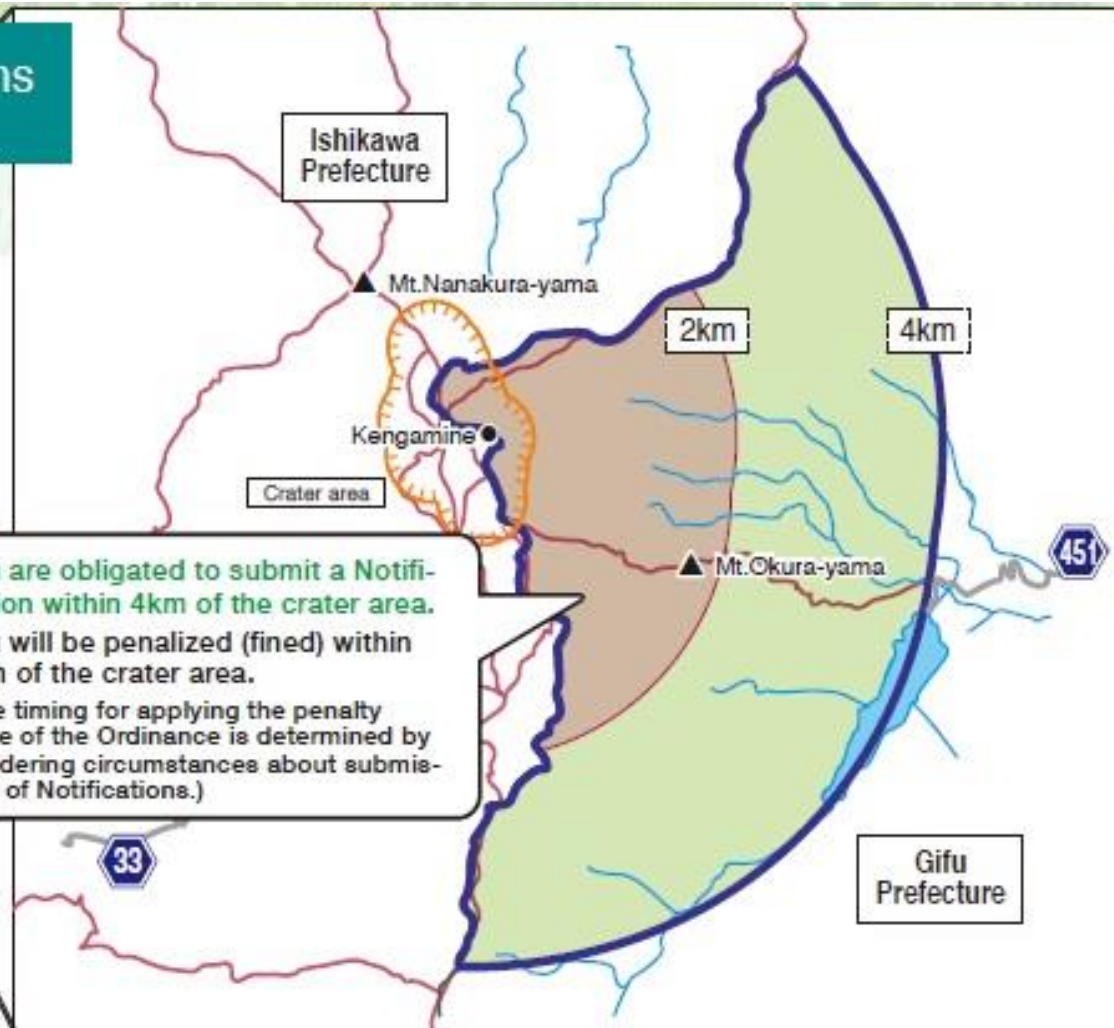 ns
Ishikawa
Prefecture
Mt.Nanakura-yama
2km
4km
Kengamine
Crater area
451
Mt.Okura-yama
are obligated to submit a Notifi-
on within 4km of the crater area.
will be penalized (fined) within
of the crater area.
timing for applying the penalty
of the Ordinance is determined by
dering circumstances about submis-
of Notifications.)
33
Gifu
Prefecture